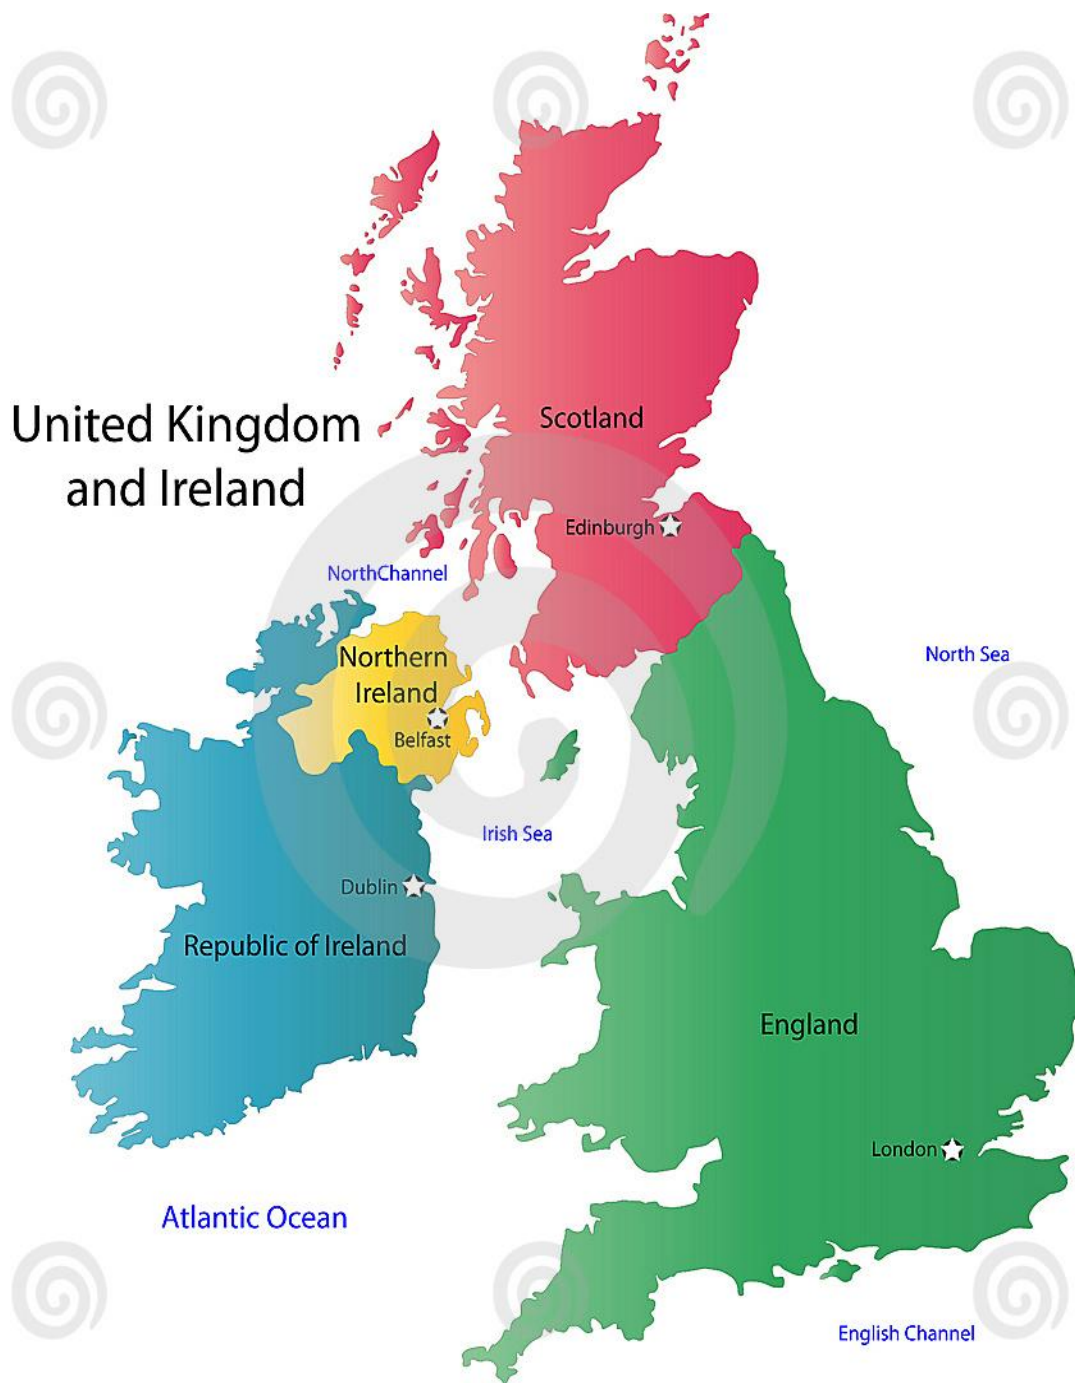 United Kingdom
and Ireland
Scotland
Edinburgh
NorthChannel
Northern
Ireland
Belfast
North Sea
Irish Sea
Dublin
Republic of Ireland
England
London
Atlantic Ocean
English Channel